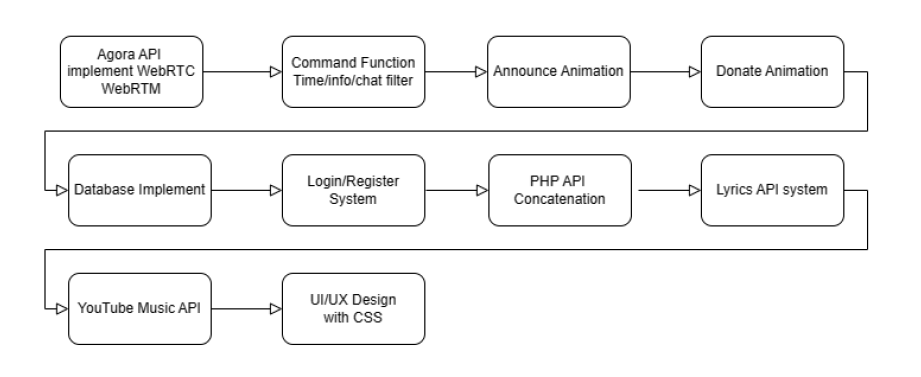 Agora API
implement WebRTC
WebRTM
Command Function
Time/info/chat filter
Announce Animation
Donate Animation
Database Implement
Login/Register
System
PHP API
Concatenation
Lyrics API system
YouTube Music API
UI/UX Design
with CSS